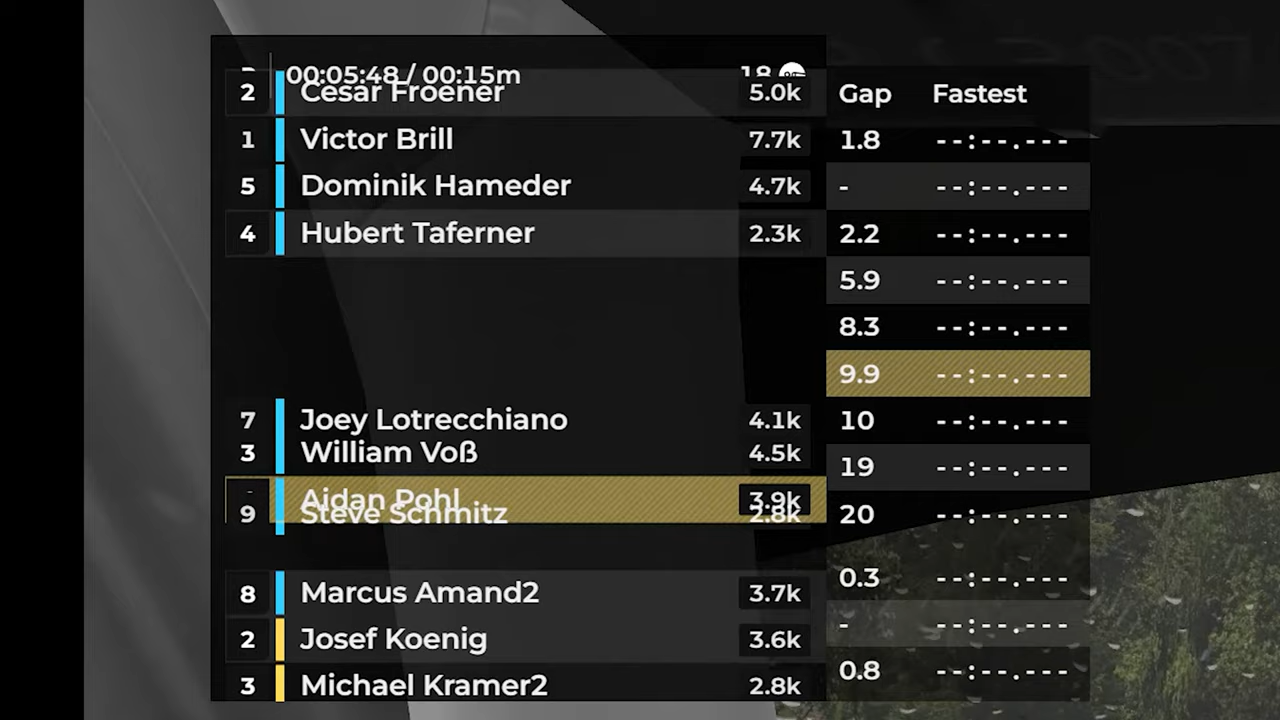 00:05:48 / 00:15m 18
2 Cesar Froener 5.0k Gap Fastest
1 Victor Brill 7.7k 1.8 --:--.---
5 Dominik Hameder 4.7k - --:--.---
4 Hubert Taferner 2.3k 2.2 --:--.---
5.9 --:--.---
8.3 --:--.---
9.9 --:--.---
7 Joey Lotrecchiano 4.1k 10 --:--.---
3 William Voß 4.5k 19 --:--.---
- Aidan Pohl 3.9k
9 Steve Schmitz 2.8k 20 --:--.---
8 Marcus Amand2 3.7k 0.3 --:--.---
2 Josef Koenig 3.6k - --:--.---
3 Michael Kramer2 2.8k 0.8 --:--.---